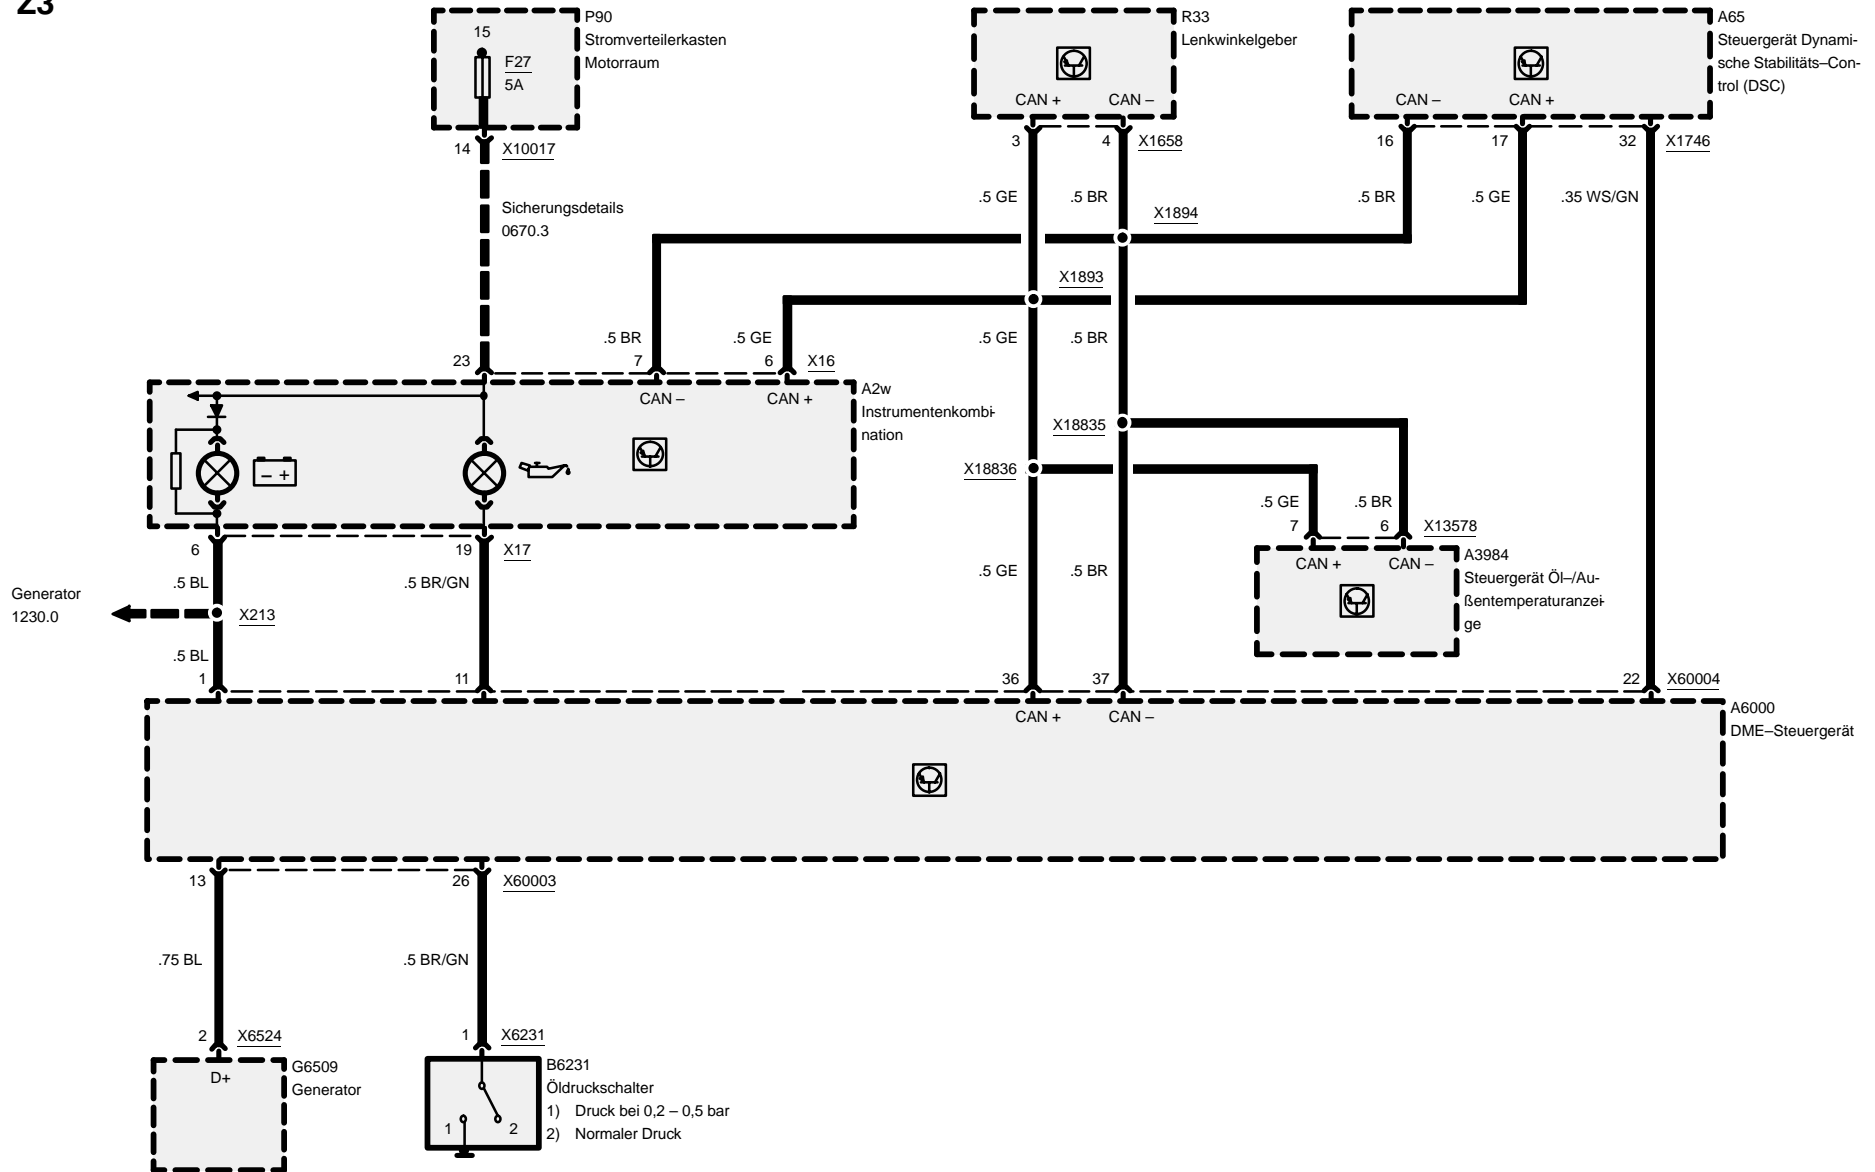 Z3
P90
Stromverteilerkasten
Motorraum
15
F27
5A
R33
Lenkwinkelgeber
CAN +
CAN –
A65
Steuergerät Dynami-
sche Stabilitäts–Con-
trol (DSC)
CAN –
CAN +
14
X10017
3
4
X1658
16
17
32
X1746
Sicherungsdetails
0670.3
.5 GE
.5 BR
.5 BR
.5 GE
.35 WS/GN
X1894
X1893
.5 BR
.5 GE
.5 GE
.5 BR
23
7
6
X16
CAN –
CAN +
A2w
Instrumentenkombi-
nation
– +
X18835
X18836
.5 GE
.5 BR
7
6
X13578
6
19
X17
CAN +
CAN –
A3984
Steuergerät Öl–/Au-
ßentemperaturanzei-
ge
.5 BL
.5 BR/GN
.5 GE
.5 BR
Generator
1230.0
X213
.5 BL
1
11
36
37
22
X60004
CAN +
CAN –
A6000
DME–Steuergerät
13
26
X60003
.75 BL
.5 BR/GN
2
X6524
1
X6231
D+
G6509
Generator
B6231
Öldruckschalter
1) Druck bei 0,2 – 0,5 bar
2) Normaler Druck
1
2